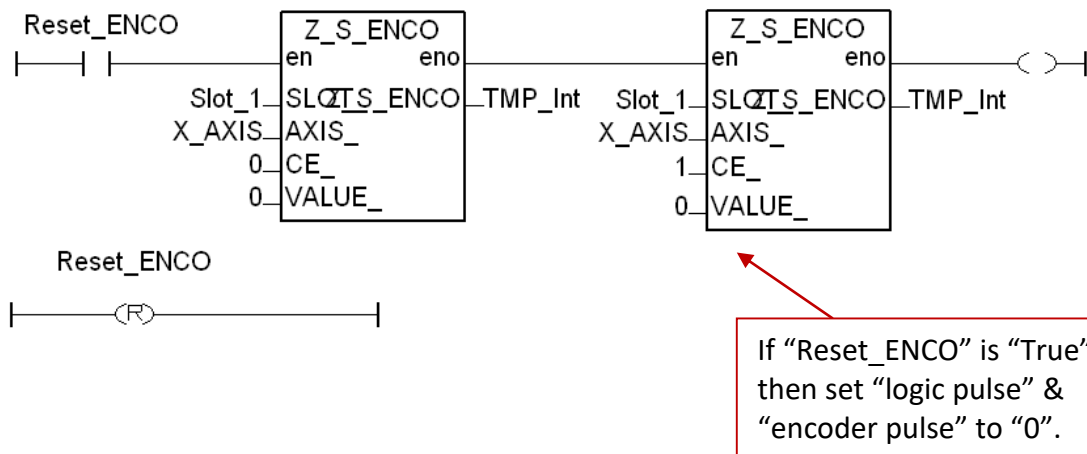 Reset_ENCO
Z_S_ENCO
en eno
Slot_1 SLOT_ Z_S_ENCO TMP_Int
X_AXIS AXIS_
0 CE_
0 VALUE_
Z_S_ENCO
en eno
Slot_1 SLOT_ Z_S_ENCO TMP_Int
X_AXIS AXIS_
1 CE_
0 VALUE_
Reset_ENCO
(R)
If “Reset_ENCO” is “True”
then set “logic pulse” &
“encoder pulse” to “0”.